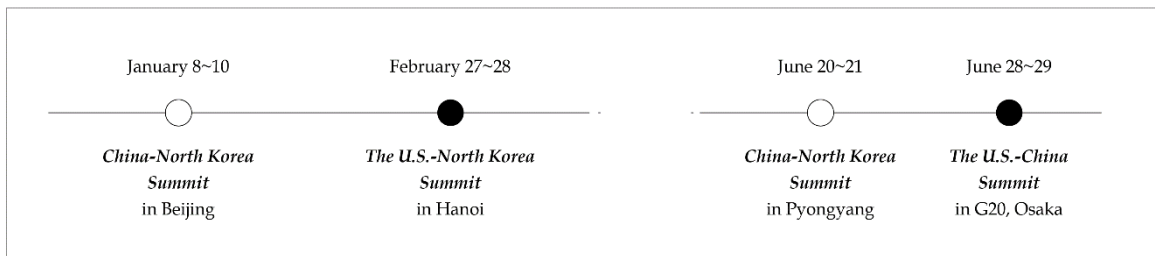 January 8~10
February 27~28
June 20~21
June 28~29
China-North Korea
Summit
in Beijing
The U.S.-North Korea
Summit
in Hanoi
China-North Korea
Summit
in Pyongyang
The U.S.-China
Summit
in G20, Osaka